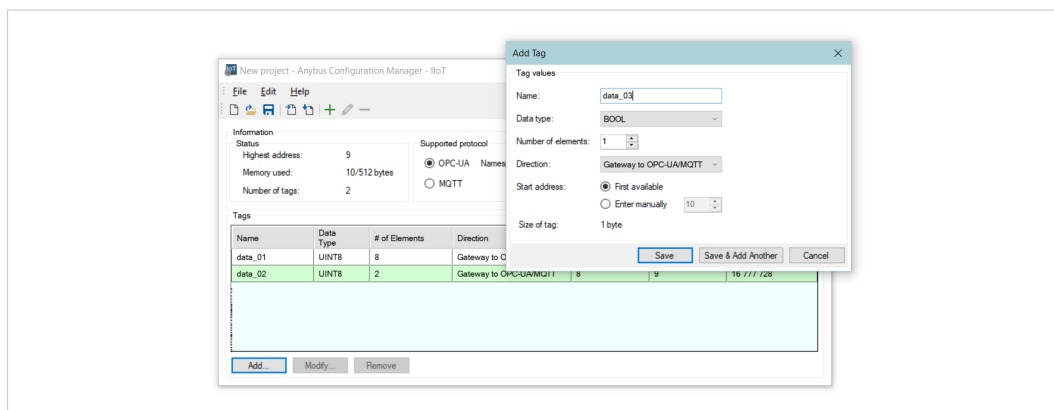 New project - Anybus Configuration Manager - IIoT
File Edit Help
Information
Status
Highest address: 9
Memory used: 10/512 bytes
Number of tags: 2
Supported protocol
OPC-UA
MQTT
Tags
Name Data Type # of Elements Direction
data_01 UINT8 8 Gateway to O
data_02 UINT8 2 Gateway to OPC-UA/MQTT 8 9 16 777 728
Add... Modify... Remove
Add Tag
Tag values
Name: data_03
Data type: BOOL
Number of elements: 1
Direction: Gateway to OPC-UA/MQTT
Start address: First available
Enter manually 10
Size of tag: 1 byte
Save Save & Add Another Cancel